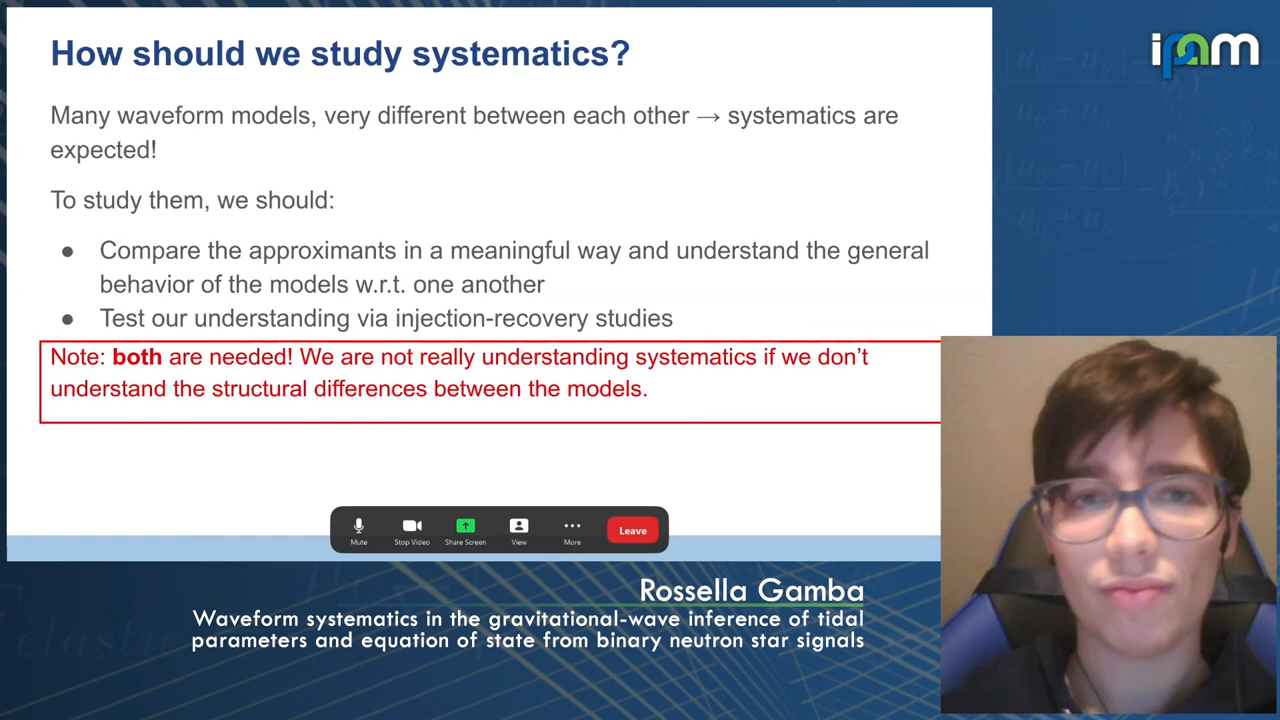 How should we study systematics?
ipam
Many waveform models, very different between each other → systematics are
expected!
To study them, we should:
● Compare the approximants in a meaningful way and understand the general
behavior of the models w.r.t. one another
● Test our understanding via injection-recovery studies
Note: both are needed! We are not really understanding systematics if we don’t
understand the structural differences between the models.
Mute Stop Video Share Screen View More Leave
Rossella Gamba
Waveform systematics in the gravitational-wave inference of tidal
parameters and equation of state from binary neutron star signals